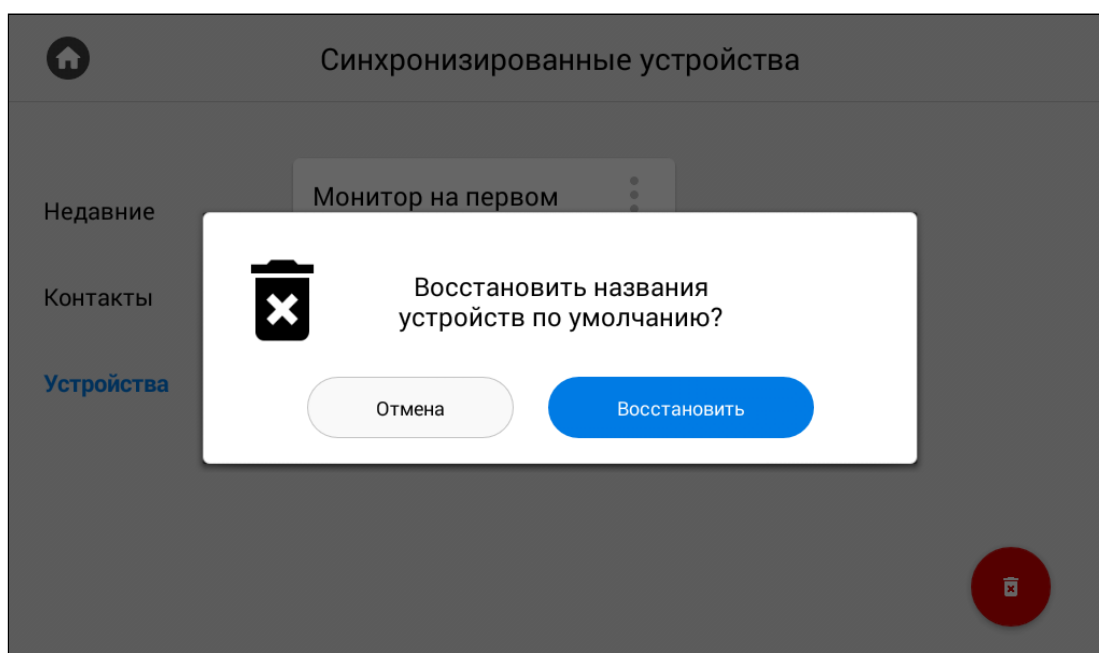 Синхронизированные устройства
Монитор на первом
Недавние
Контакты
Устройства
Восстановить названия
устройств по умолчанию?
Отмена
Восстановить